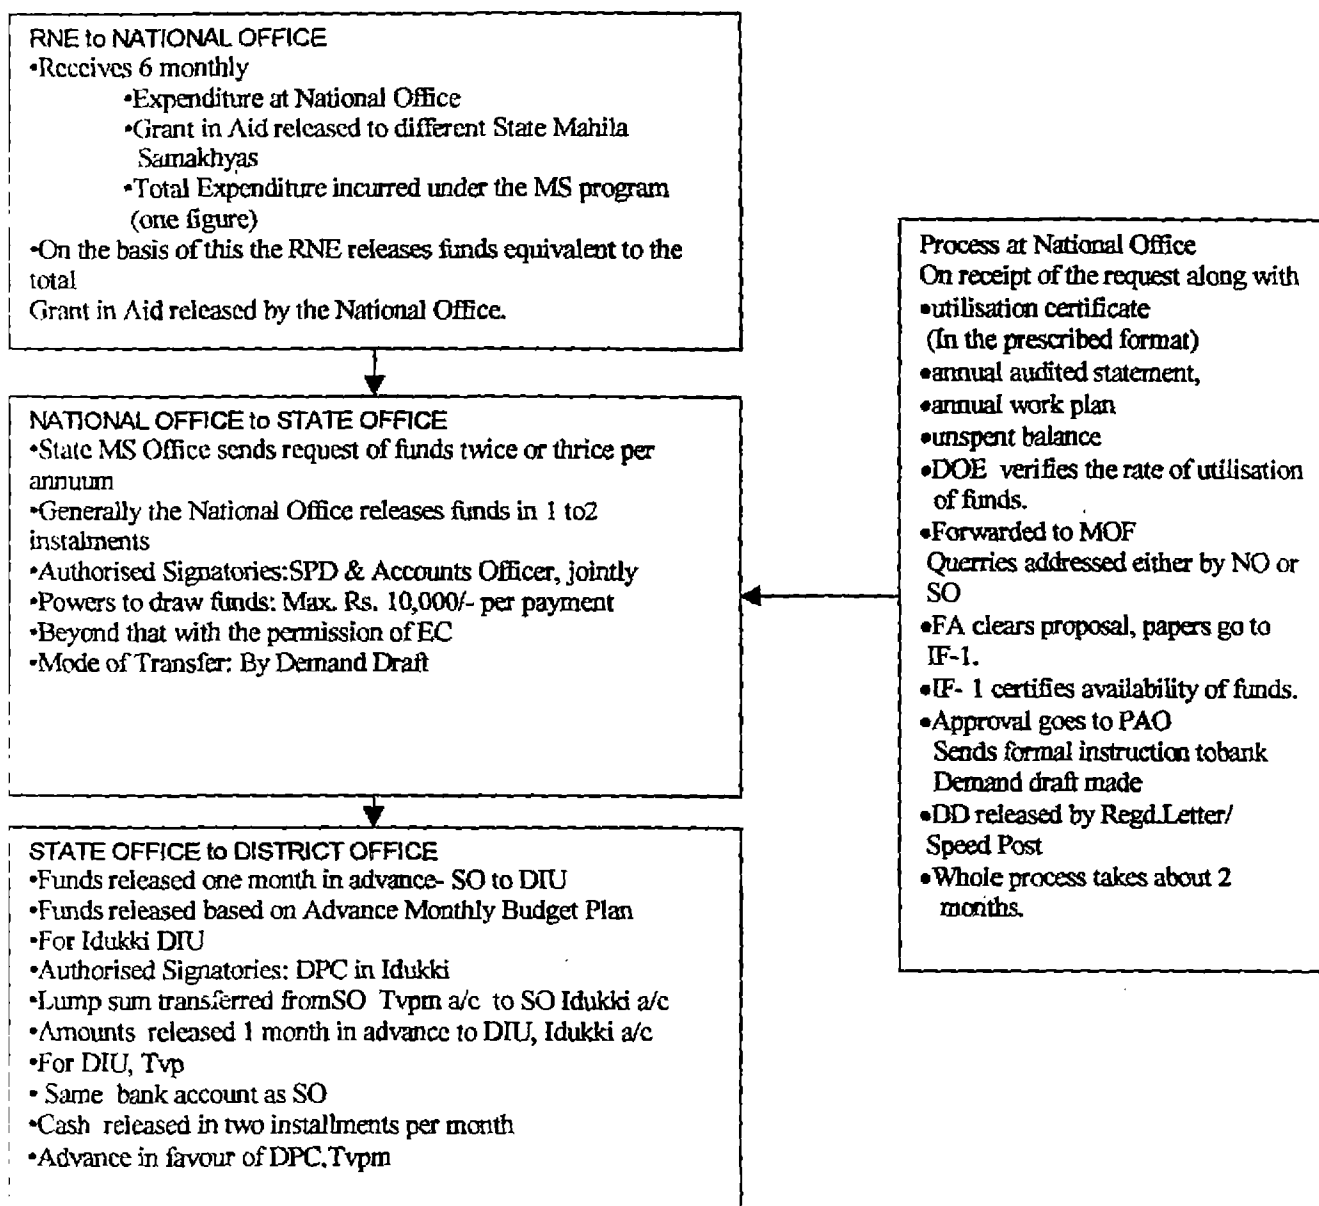 RNE to NATIONAL OFFICE
•Receives 6 monthly
•Expenditure at National Office
•Grant in Aid released to different State Mahila
Samakhyas
•Total Expenditure incurred under the MS program
(one figure)
•On the basis of this the RNE releases funds equivalent to the
total
Grant in Aid released by the National Office.
NATIONAL OFFICE to STATE OFFICE
•State MS Office sends request of funds twice or thrice per
annuum
•Generally the National Office releases funds in 1 to2
instalments
•Authorised Signatories:SPD & Accounts Officer, jointly
•Powers to draw funds: Max. Rs. 10,000/- per payment
•Beyond that with the permission of EC
•Mode of Transfer: By Demand Draft
STATE OFFICE to DISTRICT OFFICE
•Funds released one month in advance- SO to DIU
•Funds released based on Advance Monthly Budget Plan
•For Idukki DIU
•Authorised Signatories: DPC in Idukki
•Lump sum transferred fromSO Tvpm a/c to SO Idukki a/c
•Amounts released 1 month in advance to DIU, Idukki a/c
•For DIU, Tvp
• Same bank account as SO
•Cash released in two installments per month
•Advance in favour of DPC,Tvpm
Process at National Office
On receipt of the request along with
•utilisation certificate
(In the prescribed format)
•annual audited statement,
•annual work plan
•unspent balance
•DOE verifies the rate of utilisation
of funds.
•Forwarded to MOF
Querries addressed either by NO or
SO
•FA clears proposal, papers go to
IF-1.
•IF- 1 certifies availability of funds.
•Approval goes to PAO
Sends formal instruction tobank
Demand draft made
•DD released by Regd.Letter/
Speed Post
•Whole process takes about 2
months.